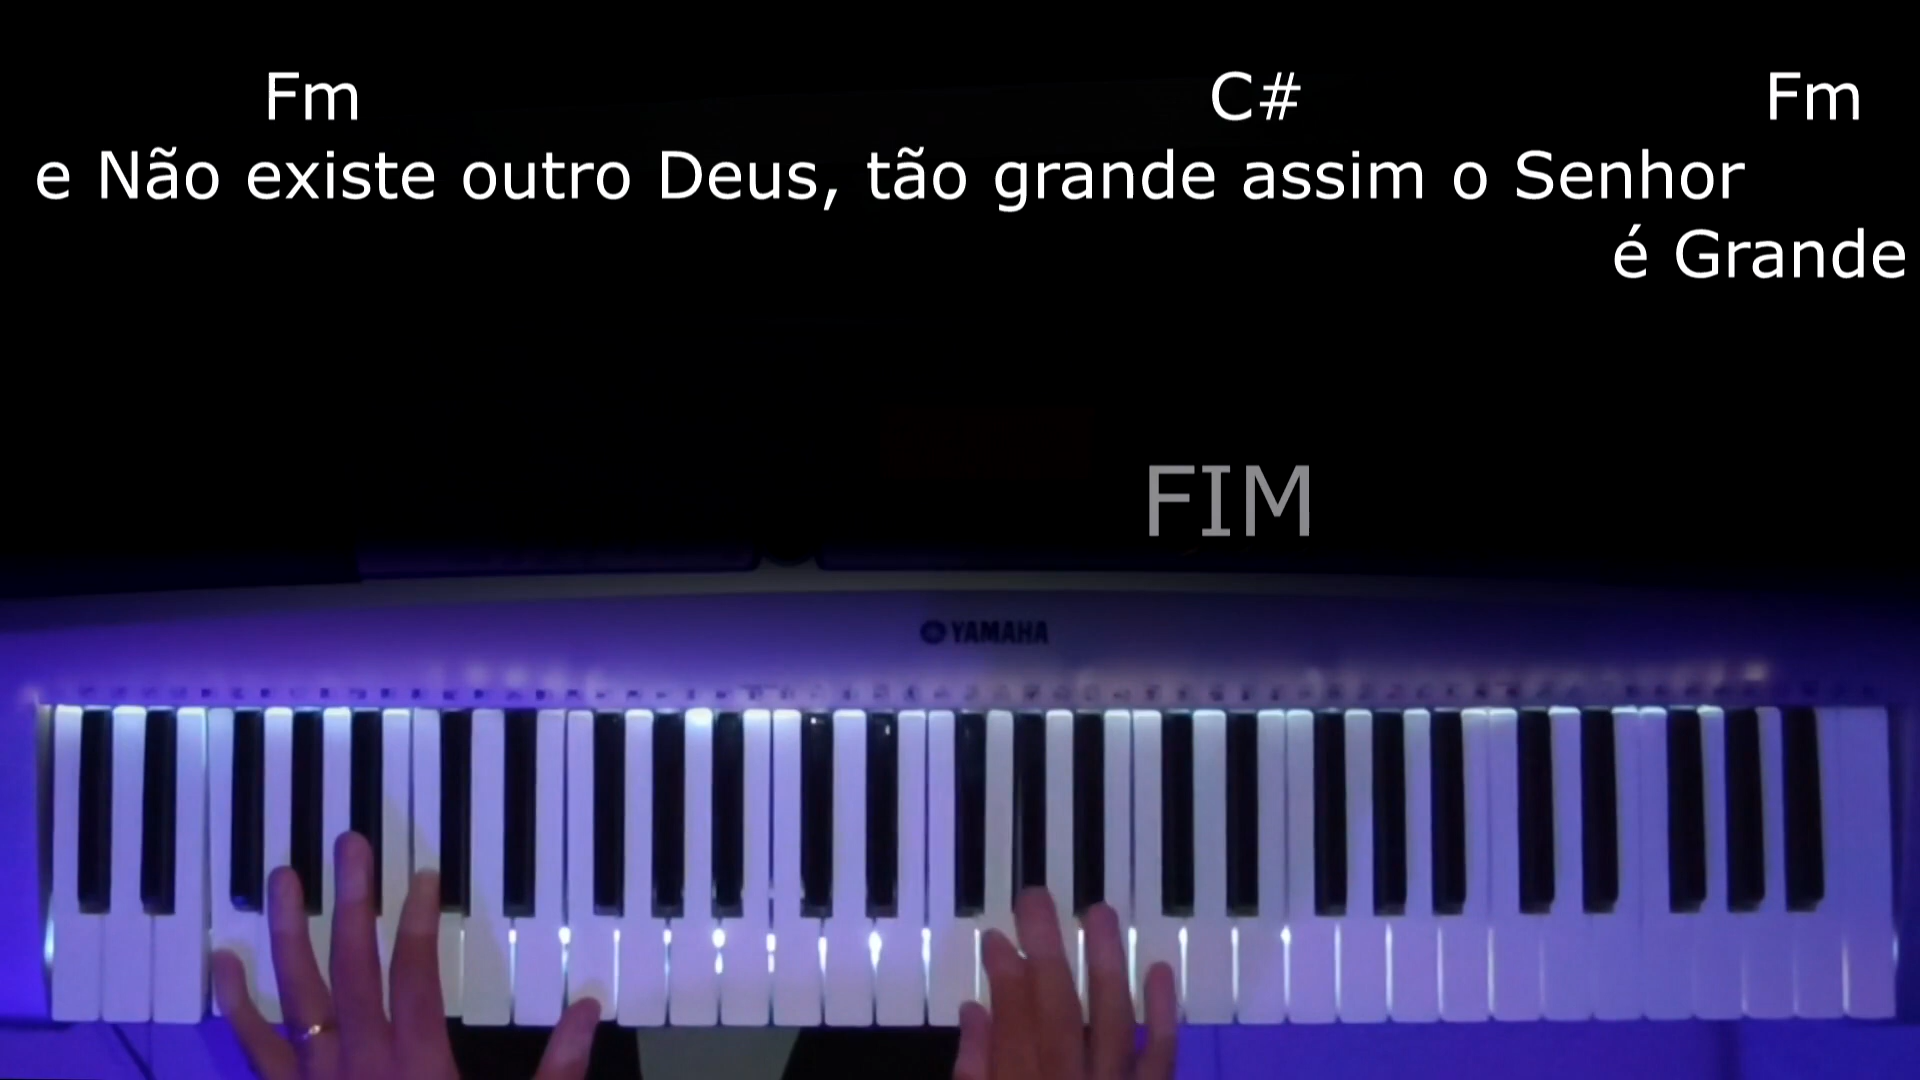 Fm C# Fm
e Não existe outro Deus, tão grande assim o Senhor
é Grande
FIM
YAMAHA